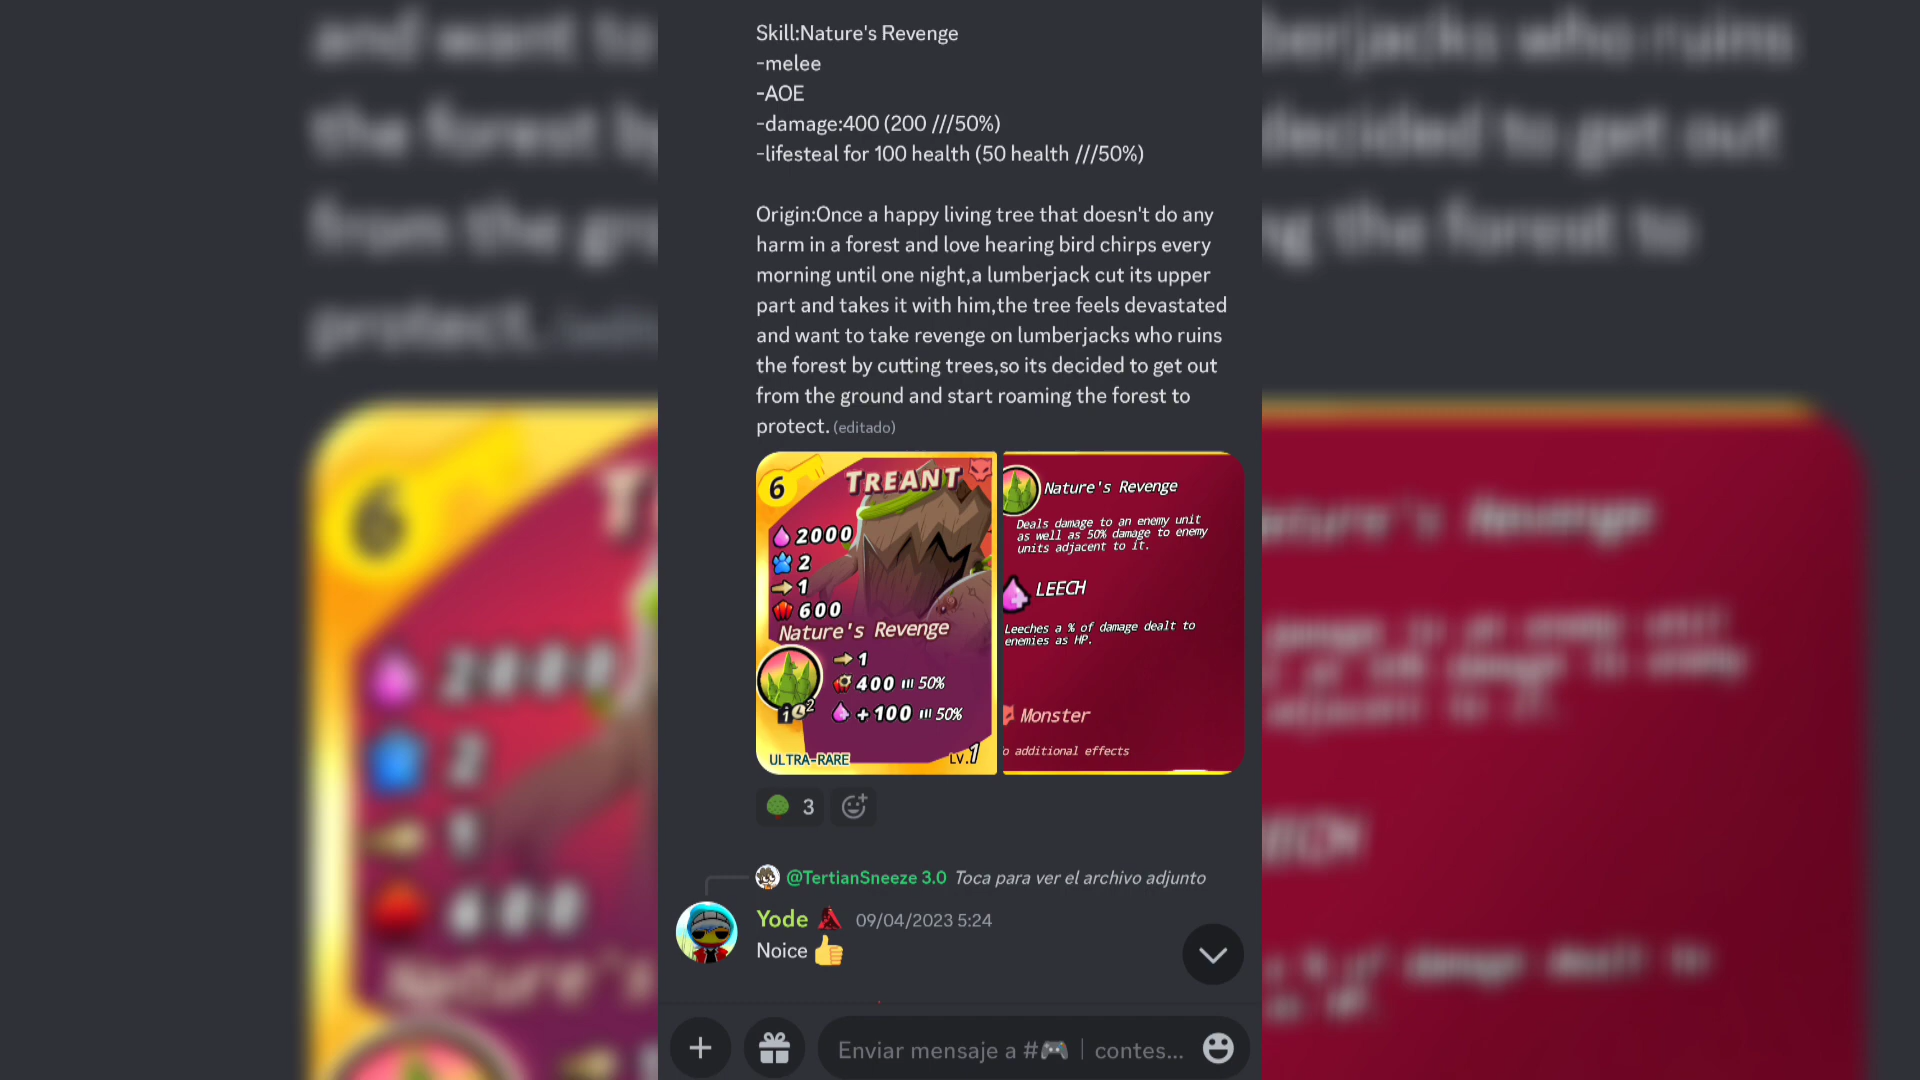 Skill:Nature's Revenge
-melee
-AOE
-damage:400 (200 ///50%)
-lifesteal for 100 health (50 health ///50%)
Origin:Once a happy living tree that doesn't do any
harm in a forest and love hearing bird chirps every
morning until one night,a lumberjack cut its upper
part and takes it with him,the tree feels devastated
and want to take revenge on lumberjacks who ruins
the forest by cutting trees,so its decided to get out
from the ground and start roaming the forest to
protect. (editado)
6
TREANT
2000
2
1
600
Nature's Revenge
1
400 III 50%
+100 III 50%
1 2
ULTRA-RARE
LV.1
Nature's Revenge
Deals damage to an enemy unit
as well as 50% damage to enemy
units adjacent to it.
LEECH
Leeches a % of damage dealt to
enemies as HP.
Monster
o additional effects
3
@TertianSneeze 3.0 Toca para ver el archivo adjunto
Yode 09/04/2023 5:24
Noice
Enviar mensaje a #🎮 | contes...